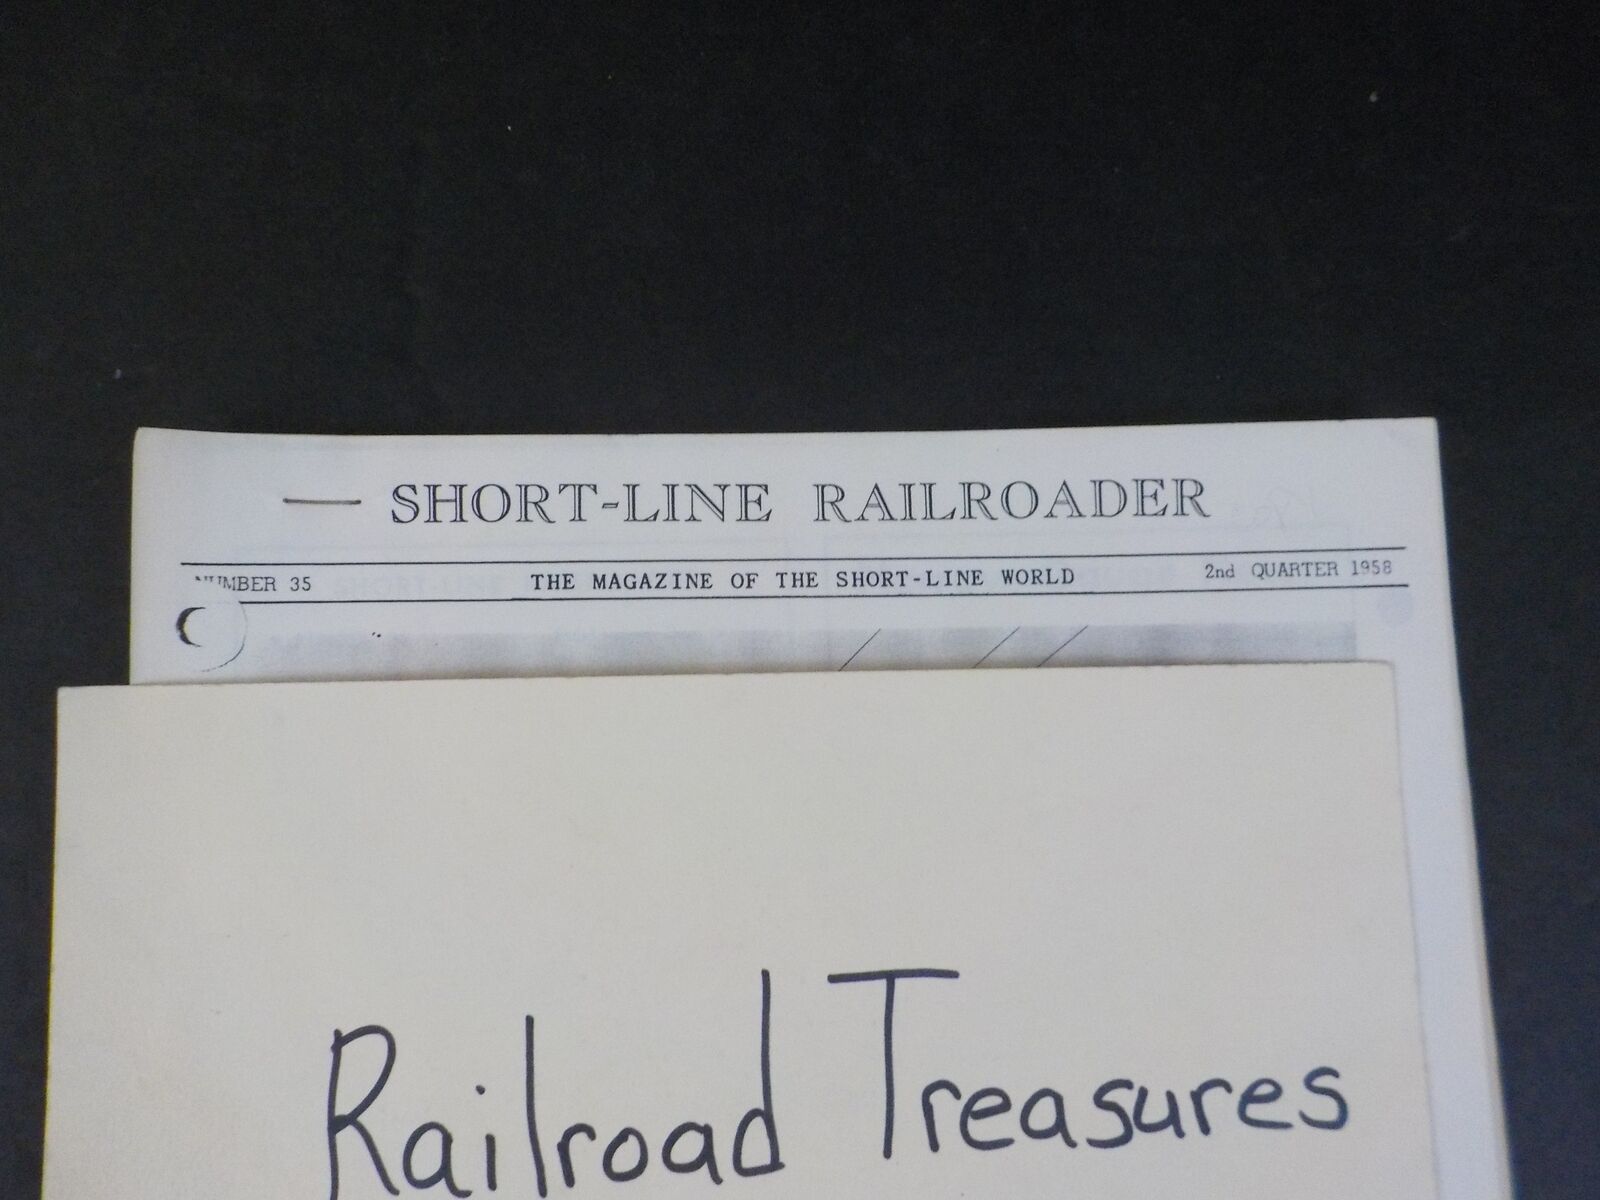 SHORT-LINE RAILROADER
NUMBER 35 THE MAGAZINE OF THE SHORT-LINE WORLD 2nd QUARTER 1958
Railroad Treasures